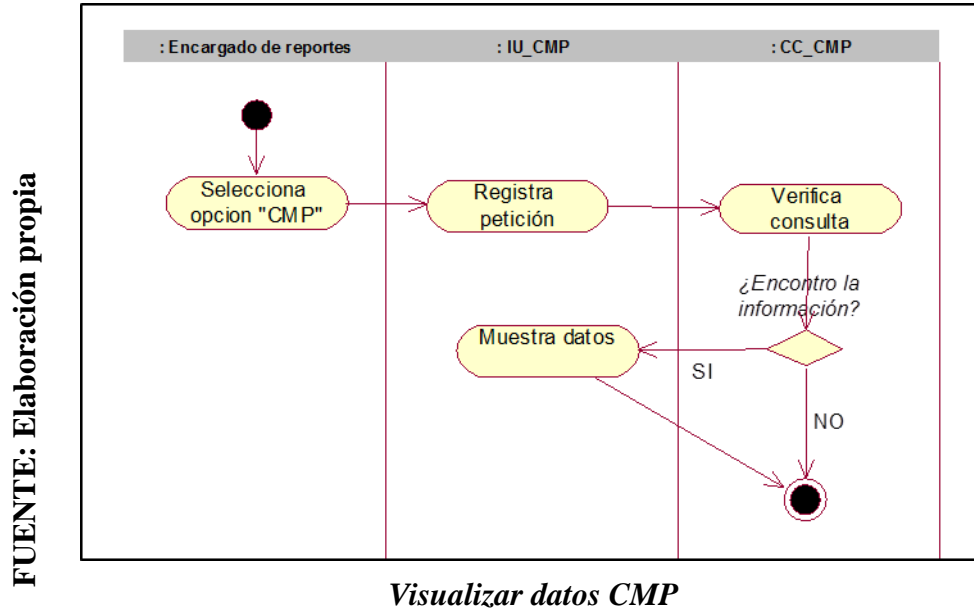 : Encargado de reportes
: IU_CMP
: CC_CMP
Selecciona
opcion "CMP"
Registra
petición
Verifica
consulta
¿Encontro la
información?
Muestra datos
SI
NO
FUENTE: Elaboración propia
Visualizar datos CMP